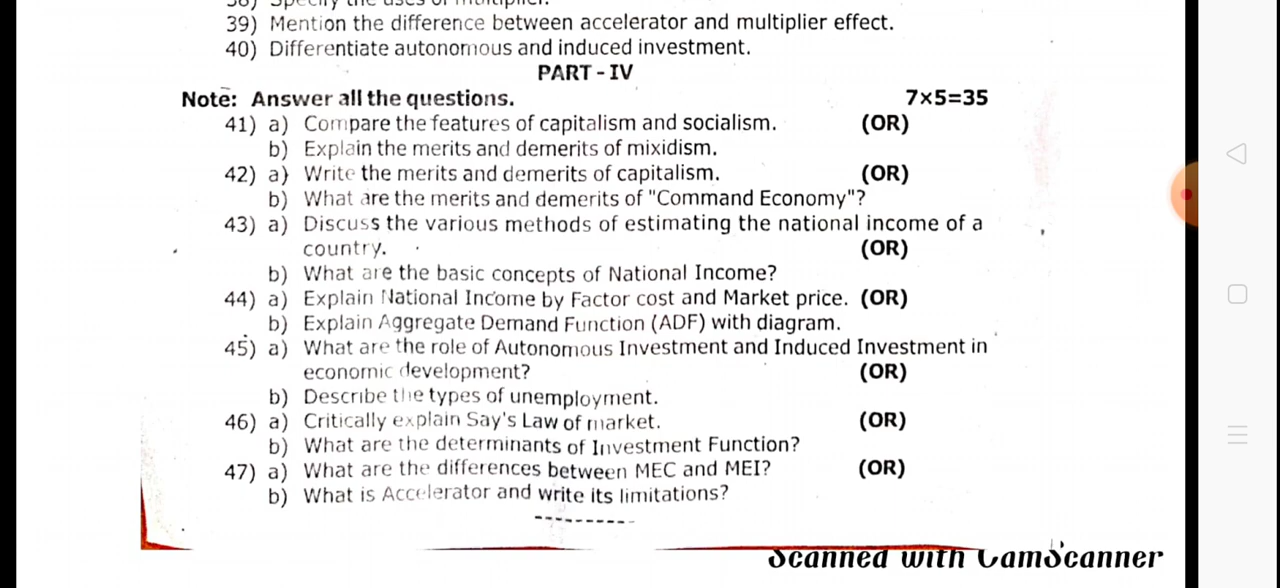 38) Specify the uses of multiplier.
39) Mention the difference between accelerator and multiplier effect.
40) Differentiate autonomous and induced investment.
PART - IV
Note: Answer all the questions. 7×5=35
41) a) Compare the features of capitalism and socialism. (OR)
b) Explain the merits and demerits of mixidism.
42) a) Write the merits and demerits of capitalism. (OR)
b) What are the merits and demerits of "Command Economy"?
43) a) Discuss the various methods of estimating the national income of a
country. (OR)
b) What are the basic concepts of National Income?
44) a) Explain National Income by Factor cost and Market price. (OR)
b) Explain Aggregate Demand Function (ADF) with diagram.
45) a) What are the role of Autonomous Investment and Induced Investment in
economic development? (OR)
b) Describe the types of unemployment.
46) a) Critically explain Say's Law of market. (OR)
b) What are the determinants of Investment Function?
47) a) What are the differences between MEC and MEI? (OR)
b) What is Accelerator and write its limitations?
----------
Scanned with CamScanner